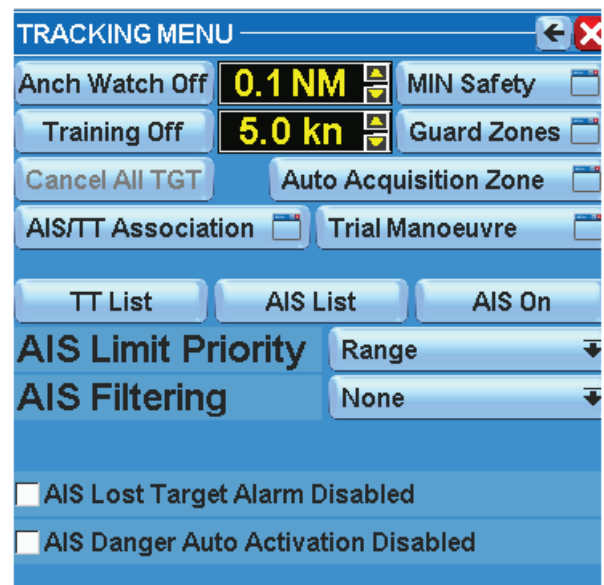 TRACKING MENU
Anch Watch Off 0.1 NM MIN Safety
Training Off 5.0 kn Guard Zones
Cancel All TGT Auto Acquisition Zone
AIS/TT Association Trial Manoeuvre
TT List AIS List AIS On
AIS Limit Priority Range
AIS Filtering None
AIS Lost Target Alarm Disabled
AIS Danger Auto Activation Disabled